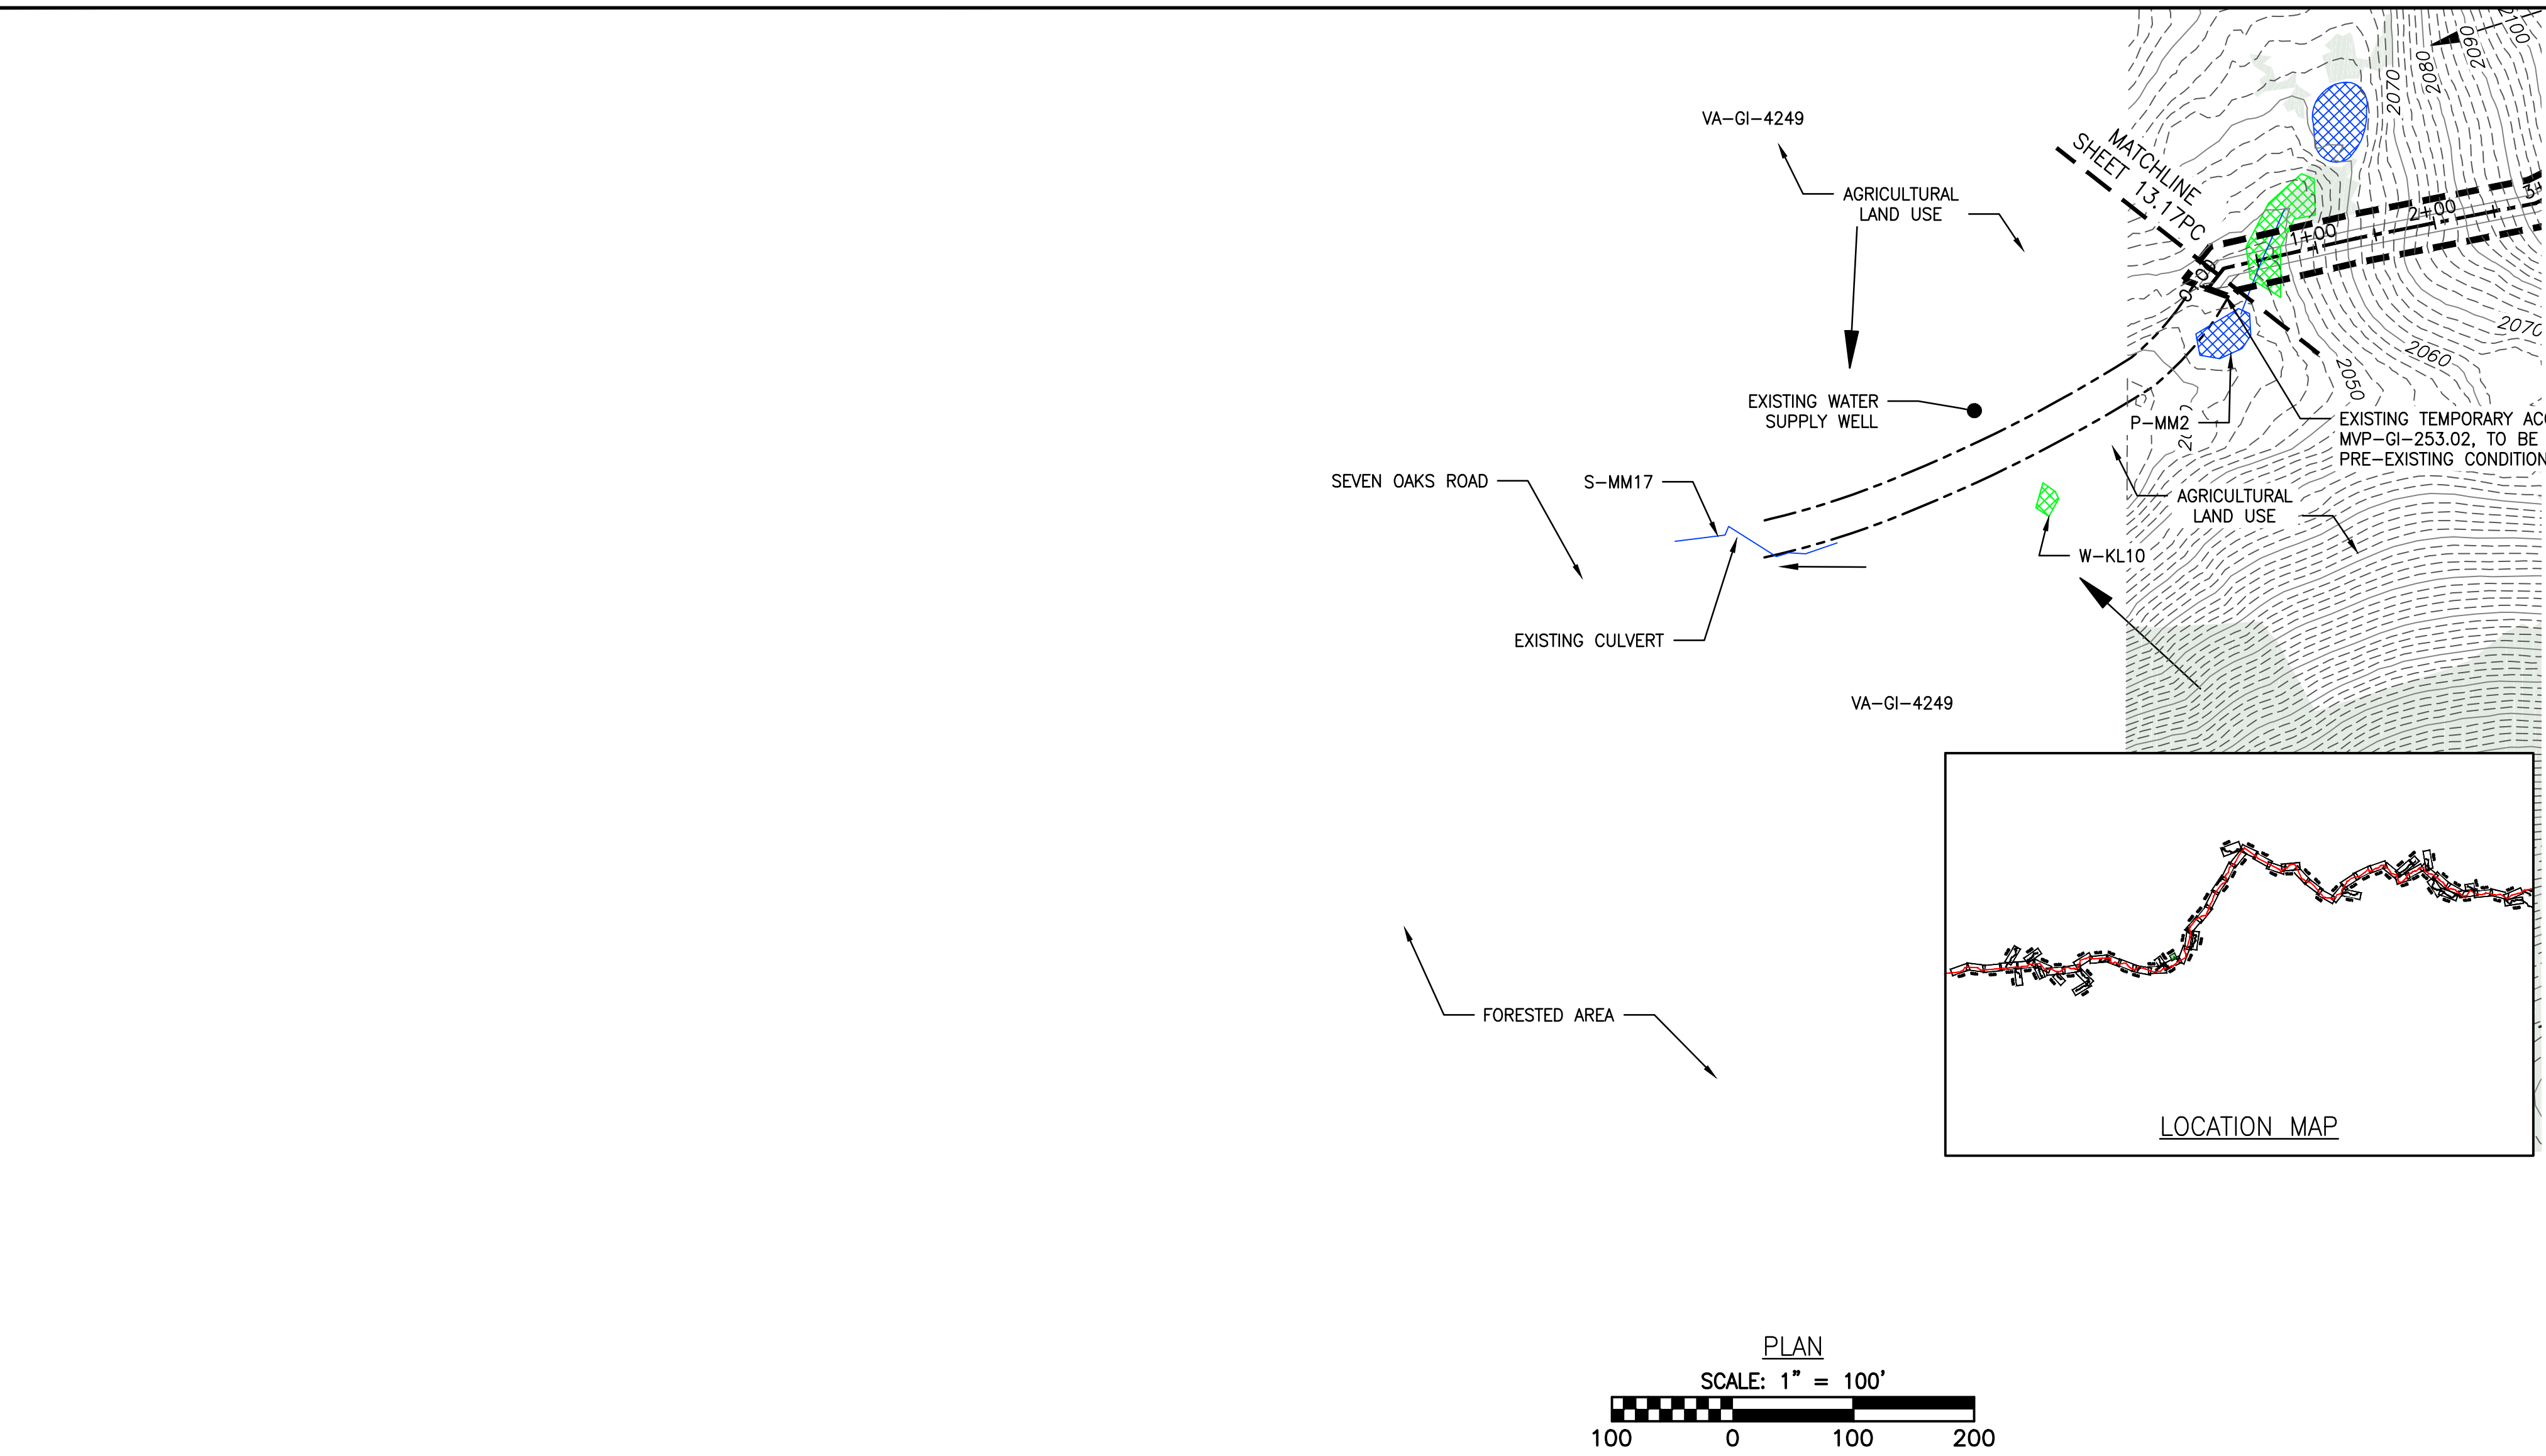 2100
2090
2080
2070
VA-GI-4249
MATCHLINE
SHEET 13.17PC
AGRICULTURAL
LAND USE
2+00
1+00
0+00
2070
2060
2050
EXISTING WATER
SUPPLY WELL
P-MM2
EXISTING TEMPORARY
MVP-GI-253.02, TO BE
PRE-EXISTING CONDITION
SEVEN OAKS ROAD
S-MM17
AGRICULTURAL
LAND USE
W-KL10
EXISTING CULVERT
VA-GI-4249
FORESTED AREA
LOCATION MAP
PLAN
SCALE: 1" = 100'
100 0 100 200